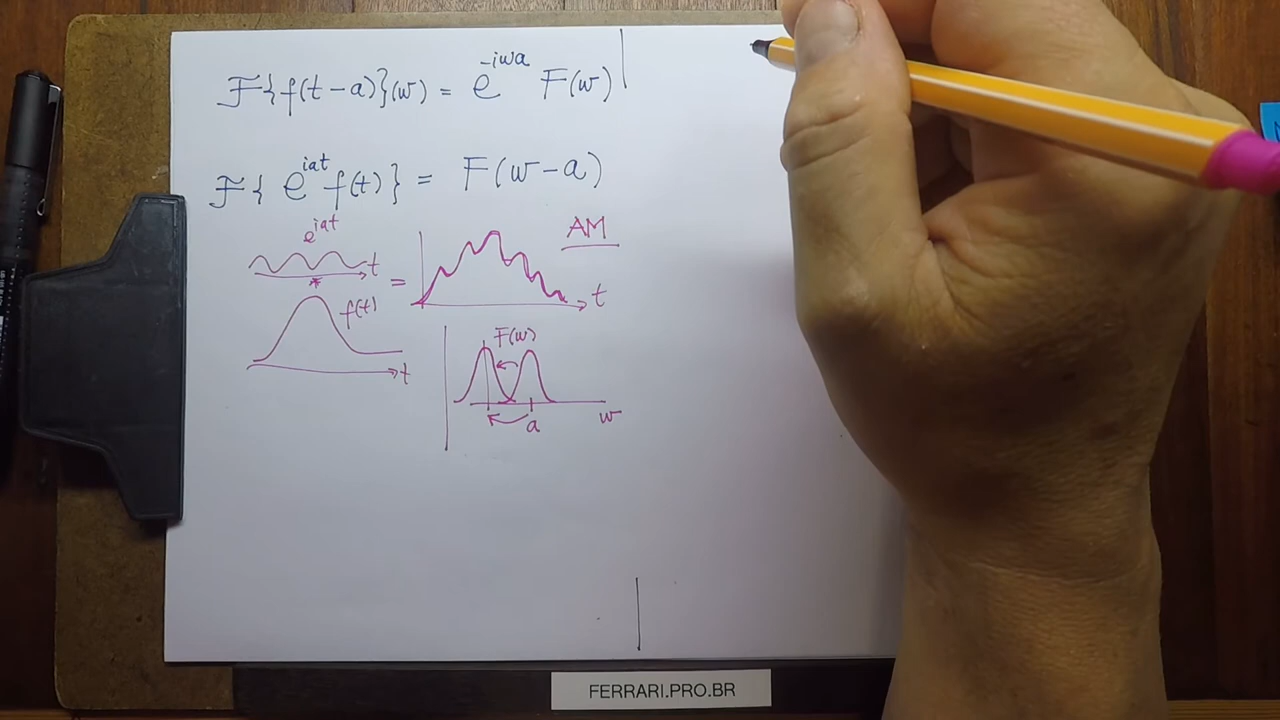 ℱ{f(t-a)}(w) = e^{-iwa} F(w)
ℱ{e^{iat} f(t)} = F(w-a)
e^{iat}
t
*
f(t)
t
=
AM
t
F(w)
a
w
FERRARI.PRO.BR